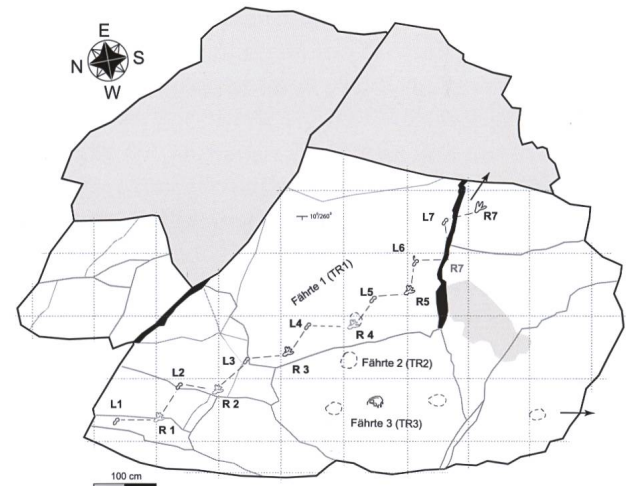 E
N S
W
10°/260°
L7
R7
L6
R7
Fährte 1 (TR1)
L5
R5
L4
R 4
L3
R 3
Fährte 2 (TR2)
L2
R 2
L1
R 1
Fährte 3 (TR3)
100 cm